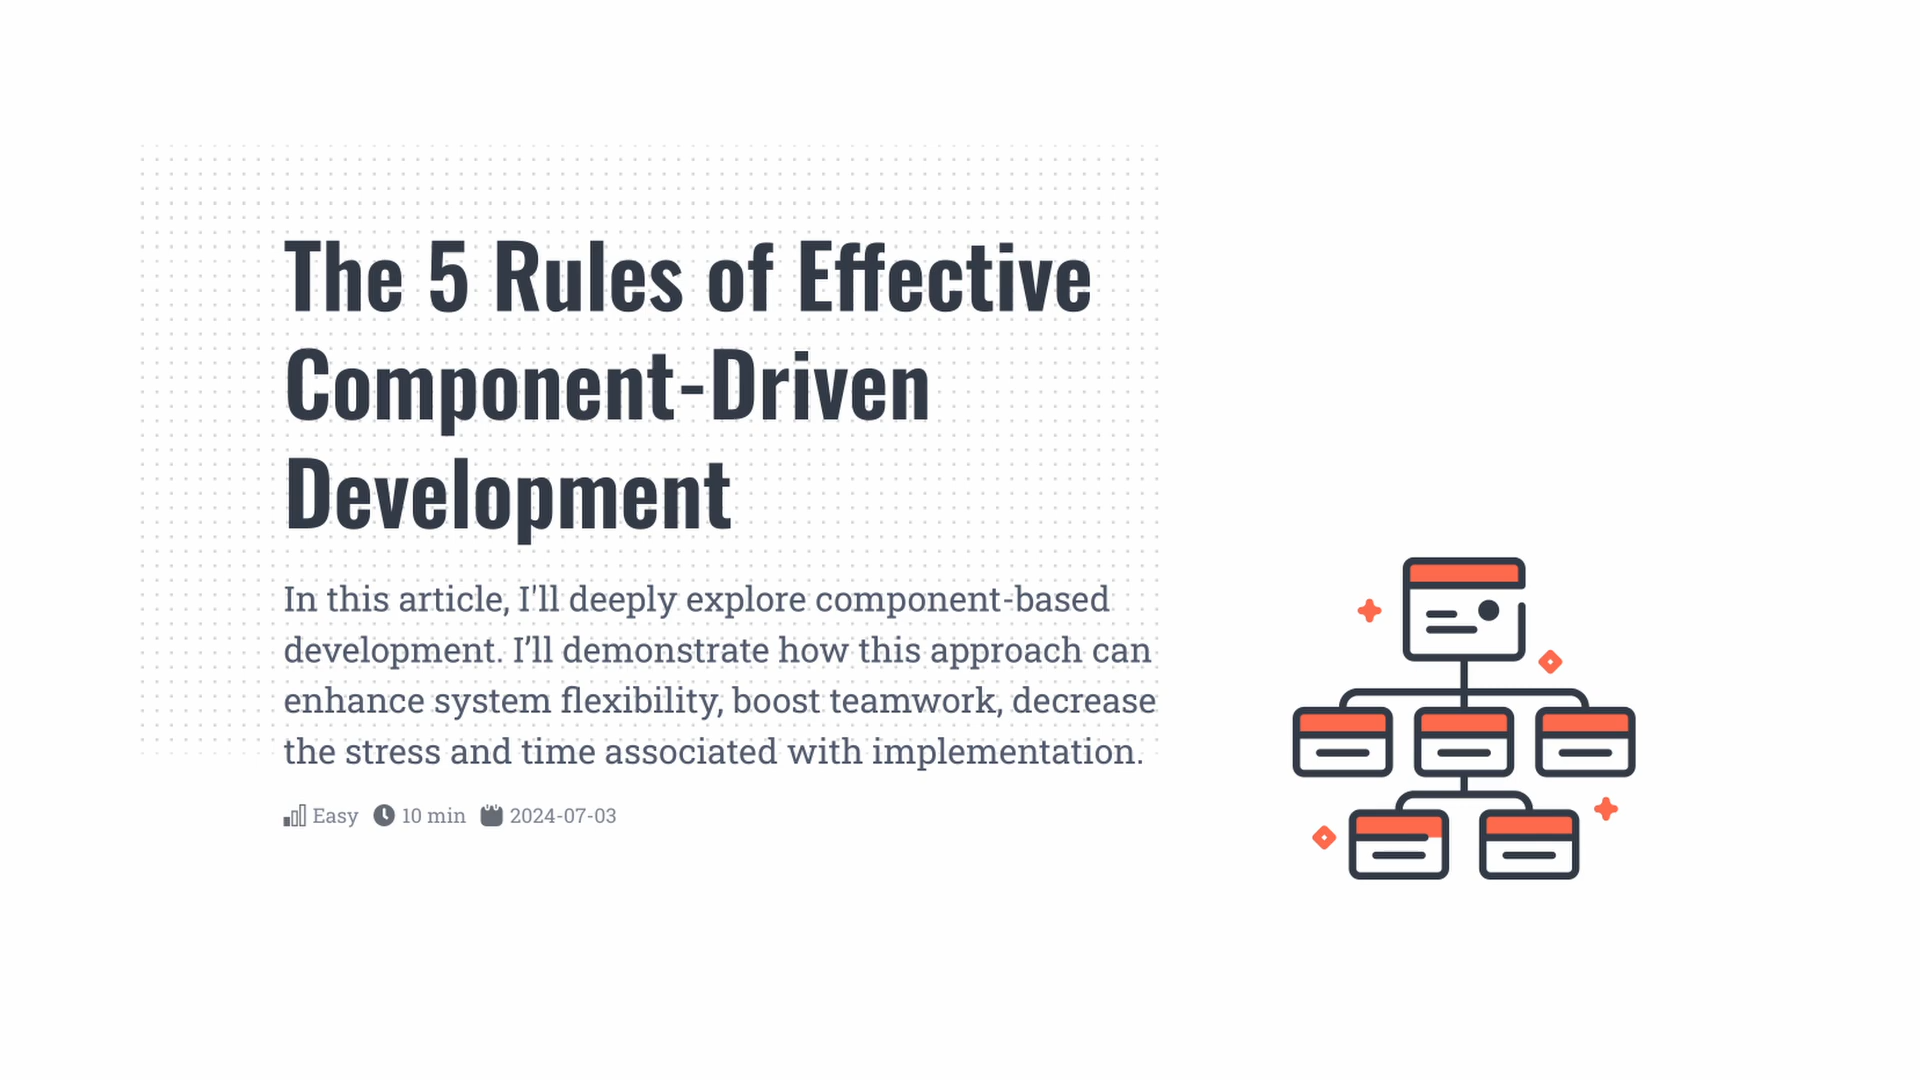 The 5 Rules of Effective
Component-Driven
Development
In this article, I'll deeply explore component-based
development. I’ll demonstrate how this approach can
enhance system flexibility, boost teamwork, decrease
the stress and time associated with implementation.
Easy 10 min 2024-07-03